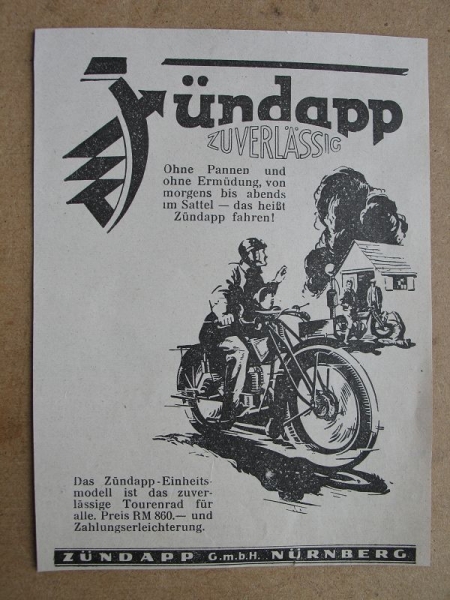 Zündapp
ZUVERLÄSSIG
Ohne Pannen und
ohne Ermüdung, von
morgens bis abends
im Sattel — das heißt
Zündapp fahren!
Das Zündapp-Einheits-
modell ist das zuver-
lässige Tourenrad für
alle. Preis RM 860.— und
Zahlungserleichterung.
ZÜNDAPP G.m.b.H. NÜRNBERG